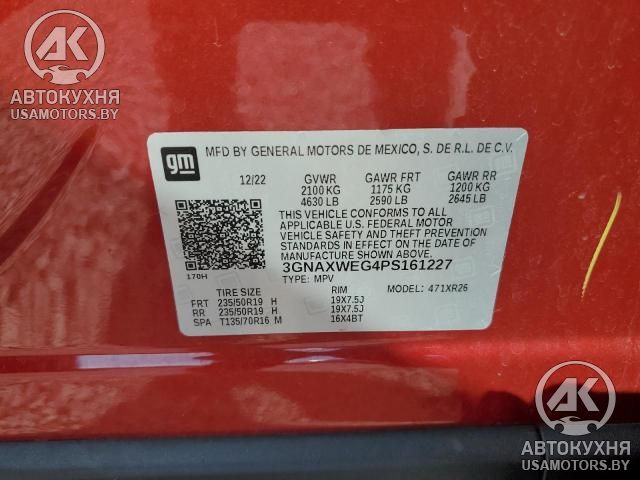 AK
АВТОКУХНЯ
USAMOTORS.BY
gm MFD BY GENERAL MOTORS DE MEXICO, S. DE R.L. DE C.V.
12/22 GVWR GAWR FRT GAWR RR
2100 KG 1175 KG 1200 KG
4630 LB 2590 LB 2645 LB
THIS VEHICLE CONFORMS TO ALL
APPLICABLE U.S. FEDERAL MOTOR
VEHICLE SAFETY AND THEFT
PREVENTION STANDARDS IN
EFFECT ON THE DATE OF
MANUFACTURE SHOWN ABOVE.
170H 3GNAXWEG4PS161227
TYPE: MPV MODEL: 471XR26
TIRE SIZE RIM
FRT 235/50R19 H 19X7.5J
RR 235/50R19 H 19X7.5J
SPA T135/70R16 M 16X4BT
AK
АВТОКУХНЯ
USAMOTORS.BY